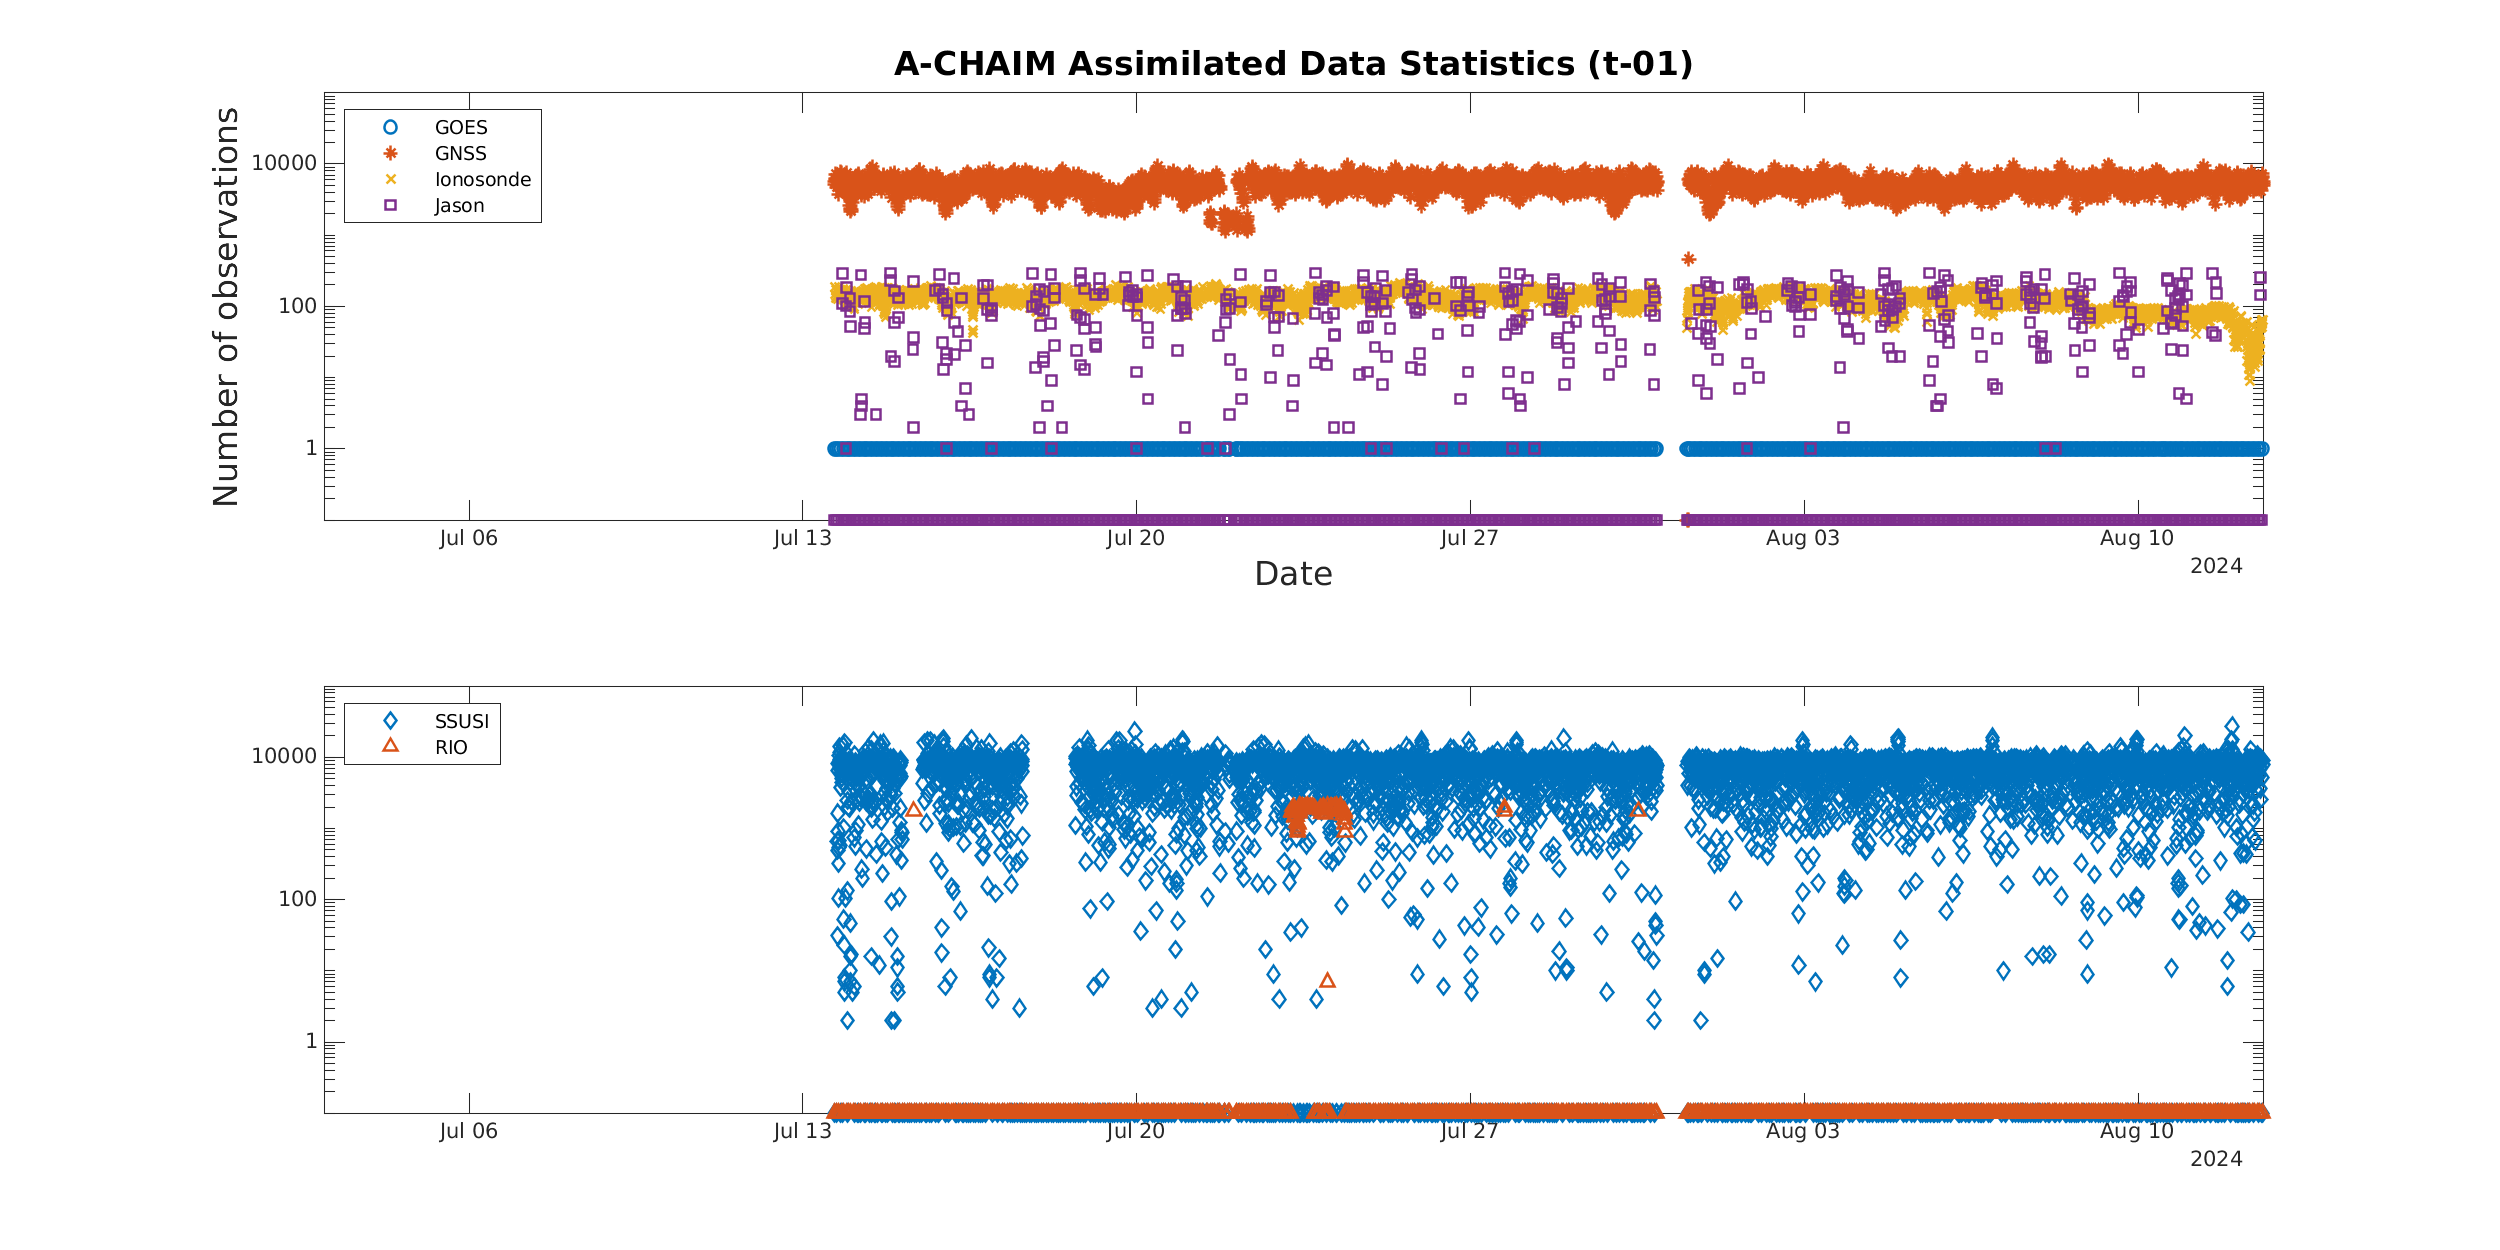 A-CHAIM Assimilated Data Statistics (t-01)
Number of observations
10000
100
1
GOES
GNSS
Ionosonde
Jason
Jul 06
Jul 13
Jul 20
Jul 27
Aug 03
Aug 10
2024
Date
10000
100
1
SSUSI
RIO
Jul 06
Jul 13
Jul 20
Jul 27
Aug 03
Aug 10
2024